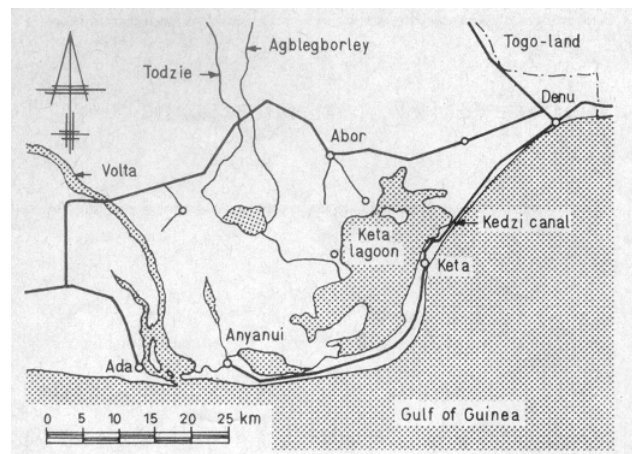 Togo-land
Agblegborley
Todzie
Denu
Abor
Volta
Keta
lagoon
Kedzi canal
Keta
Anyanui
Ada
0 5 10 15 20 25 km
Gulf of Guinea